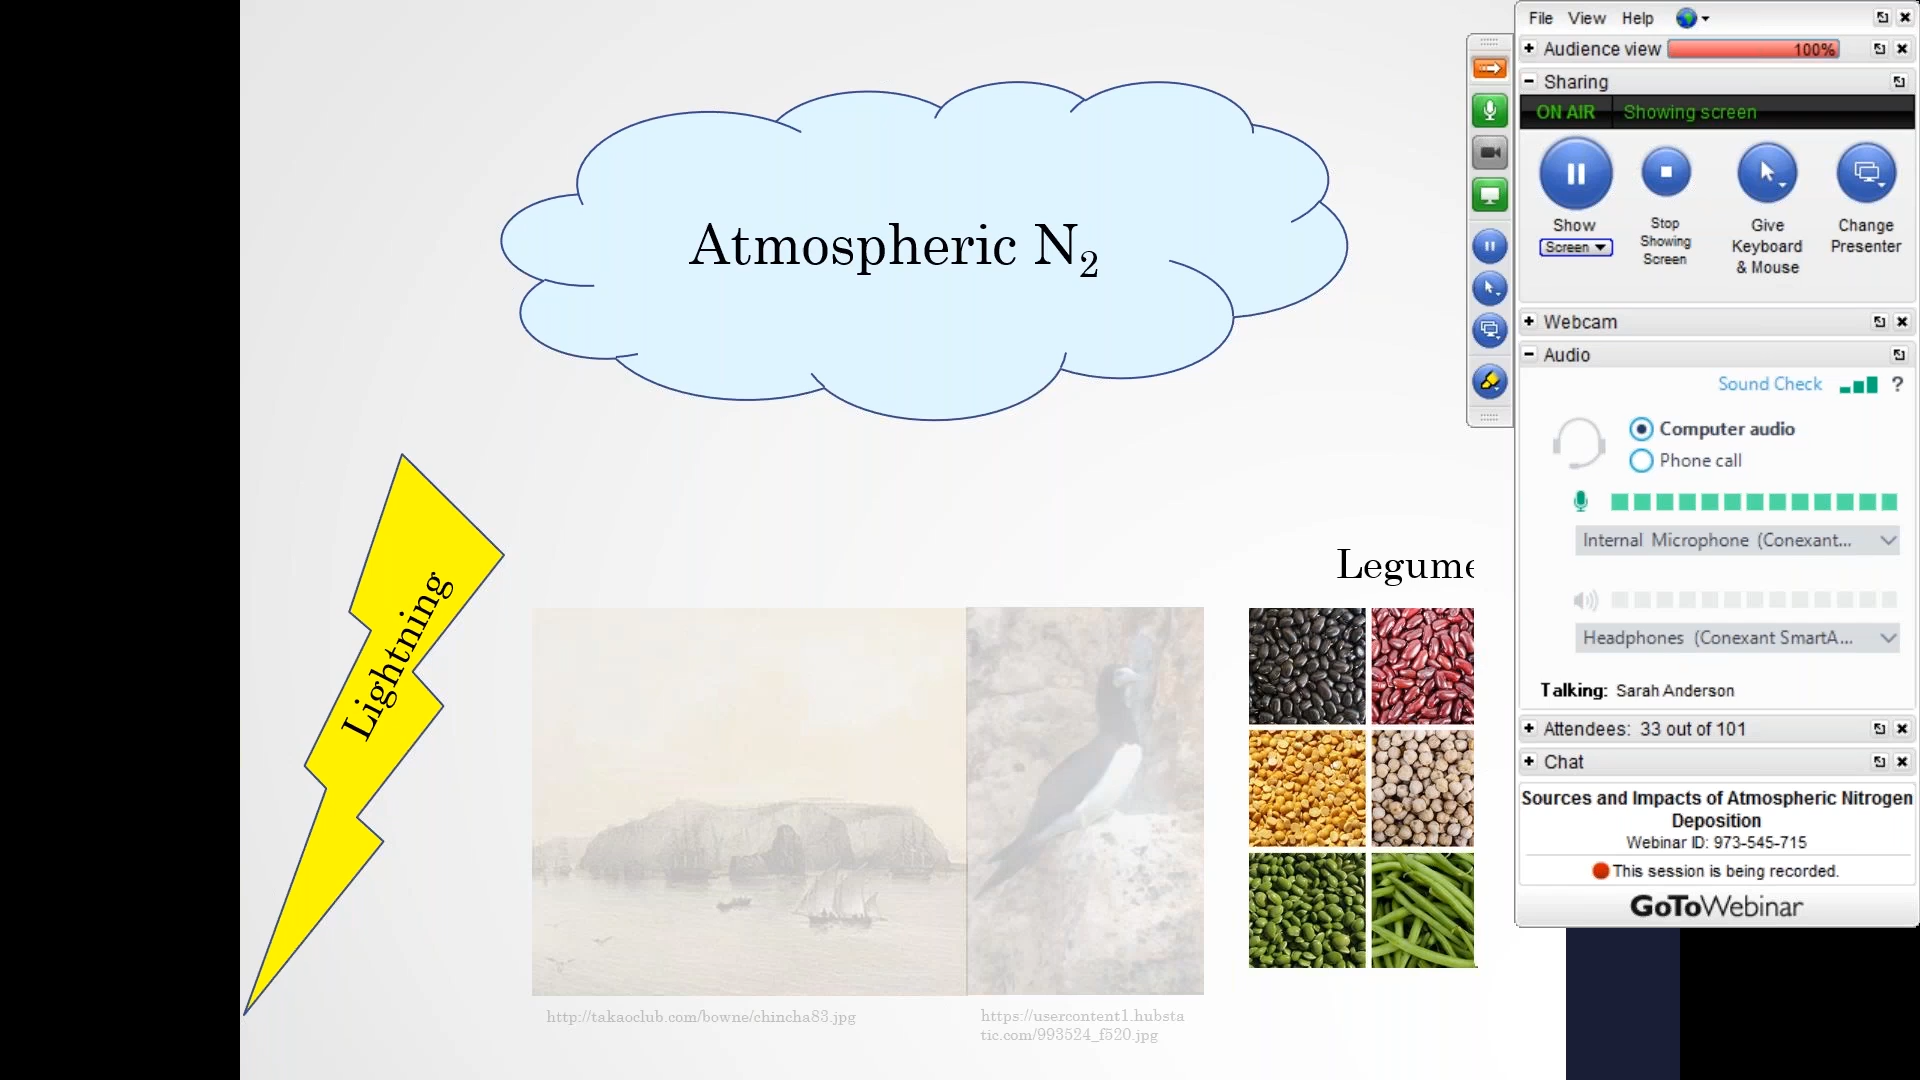 Atmospheric N₂
Lightning
Legume
http://takaoclub.com/bowne/chincha83.jpg
https://usercontent1.hubsta
tic.com/993524_f520.jpg
File View Help
Audience view 100%
Sharing
ON AIR Showing screen
Show
Screen
Stop
Showing
Screen
Give
Keyboard
& Mouse
Change
Presenter
Webcam
Audio
Sound Check ?
Computer audio
Phone call
Internal Microphone (Conexant...
Headphones (Conexant SmartA...
Talking: Sarah Anderson
Attendees: 33 out of 101
Chat
Sources and Impacts of Atmospheric Nitrogen
Deposition
Webinar ID: 973-545-715
This session is being recorded.
GoToWebinar